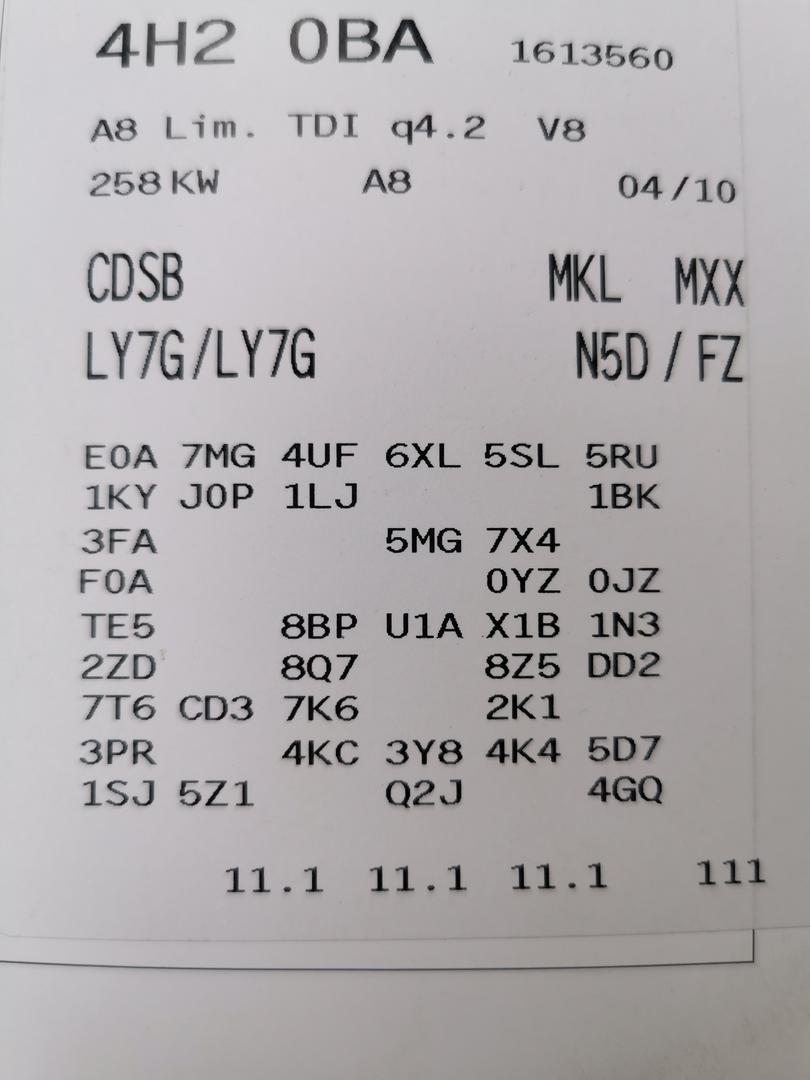 4H2 0BA 1613560
A8 Lim. TDI q4.2 V8
258KW A8 04/10
CDSB MKL MXX
LY7G/LY7G N5D / FZ
E0A 7MG 4UF 6XL 5SL 5RU
1KY J0P 1LJ 1BK
3FA 5MG 7X4
F0A 0YZ 0JZ
TE5 8BP U1A X1B 1N3
2ZD 8Q7 8Z5 DD2
7T6 CD3 7K6 2K1
3PR 4KC 3Y8 4K4 5D7
1SJ 5Z1 Q2J 4GQ
11.1 11.1 11.1 111